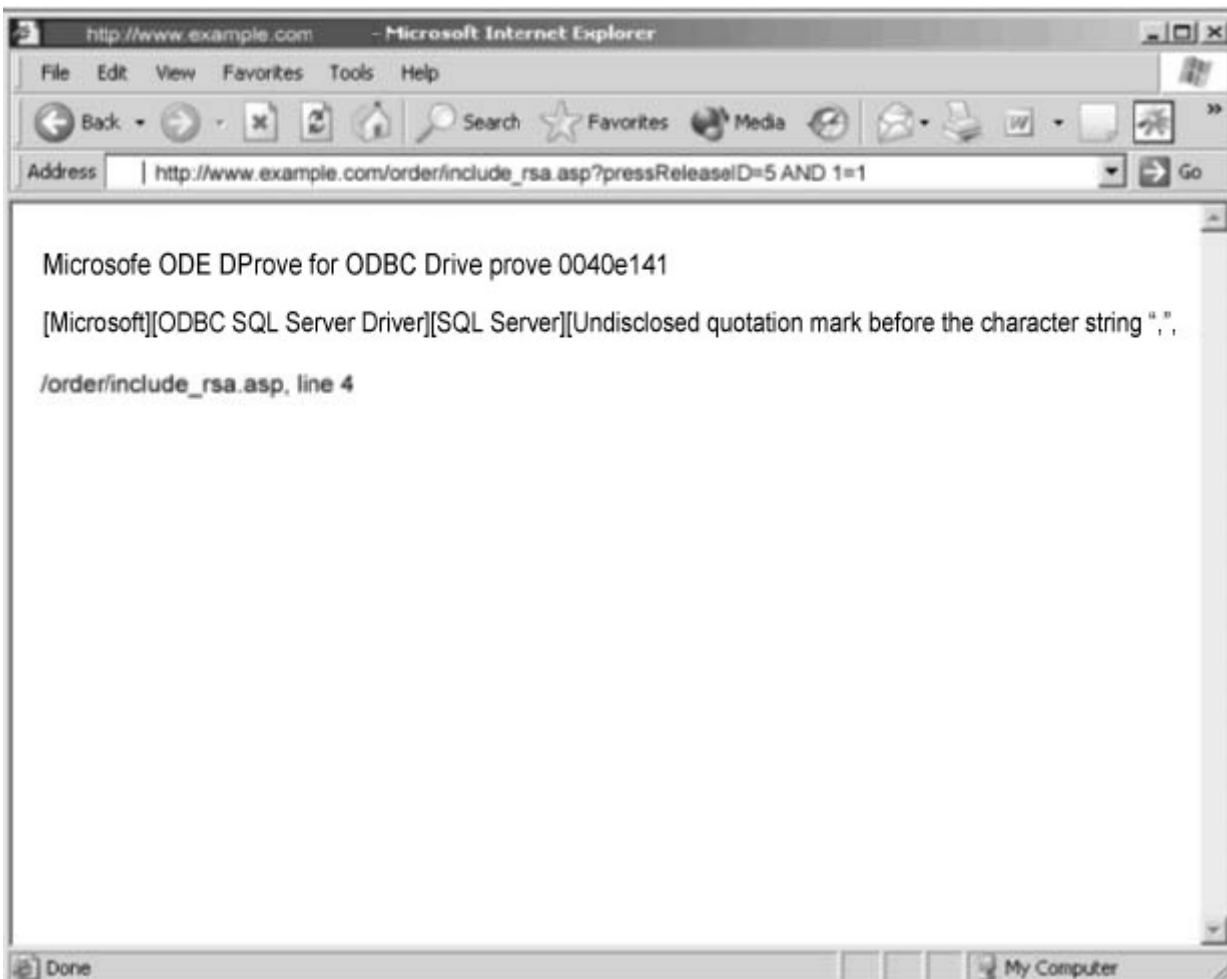 http://www.example.com - Microsoft Internet Explorer
File Edit View Favorites Tools Help
Back Search Favorites Media »
Address http://www.example.com/order/include_rsa.asp?pressReleaseID=5 AND 1=1 Go
Microsofe ODE DProve for ODBC Drive prove 0040e141
[Microsoft][ODBC SQL Server Driver][SQL Server][Undisclosed quotation mark before the character string “,”,
/order/include_rsa.asp, line 4
Done My Computer